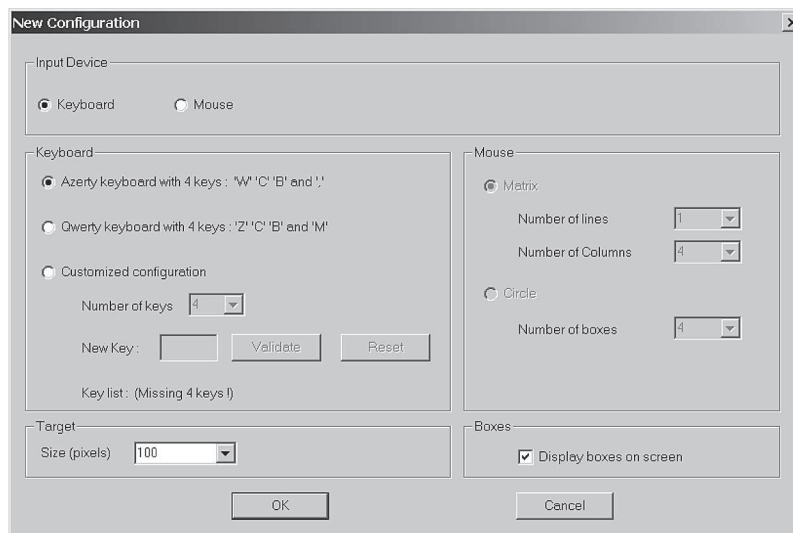 New Configuration
Input Device
Keyboard
Mouse
Keyboard
Azerty keyboard with 4 keys : 'W' 'C' 'B' and ','
Qwerty keyboard with 4 keys : 'Z' 'C' 'B' and 'M'
Customized configuration
Number of keys 4
New Key : Validate Reset
Key list : (Missing 4 keys !)
Mouse
Matrix
Number of lines 1
Number of Columns 4
Circle
Number of boxes 4
Target
Size (pixels) 100
Boxes
Display boxes on screen
OK
Cancel